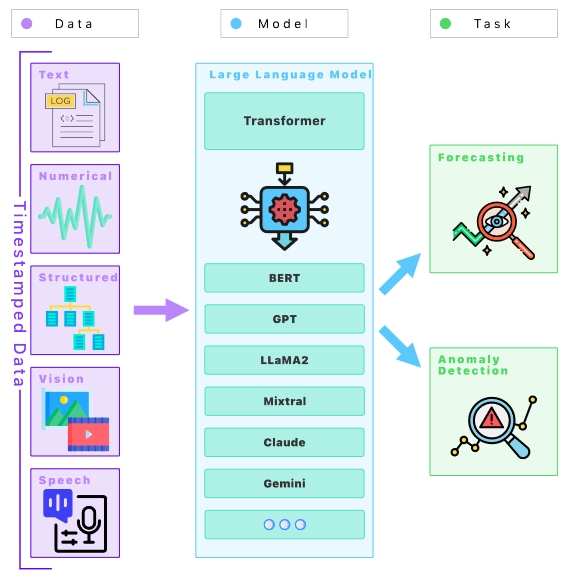 Data
Model
Task
Timestamped Data
Text
LOG
Numerical
Structured
Vision
Speech
Large Language Model
Transformer
BERT
GPT
LLaMA2
Mixtral
Claude
Gemini
Forecasting
Anomaly
Detection